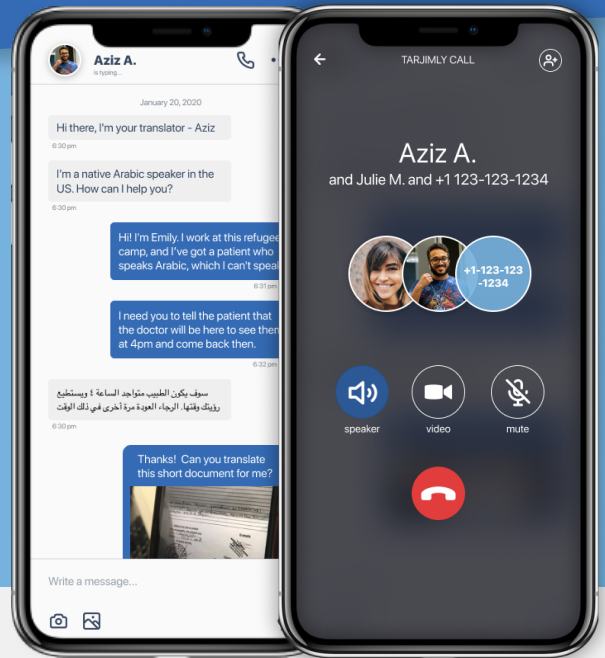 Aziz A.
is typing...
January 20, 2020
Hi there, I'm your translator - Aziz
6:30 pm
I'm a native Arabic speaker in the
US. How can I help you?
6:30 pm
Hi! I'm Emily. I work at this refugee
camp, and I've got a patient who
speaks Arabic, which I can't speak
6:31 pm
I need you to tell the patient that
the doctor will be here to see them
at 4pm and come back then.
6:32 pm
سوف يكون الطبيب متواجد الساعة ٤ ويستطيع
رؤيتك وقتها. الرجاء العودة مرة أخرى في ذلك الوقت
6:30 pm
Thanks! Can you translate
this short document for me?
Write a message...
TARJIMLY CALL
Aziz A.
and Julie M. and +1 123-123-1234
+1-123-123
-1234
speaker
video
mute